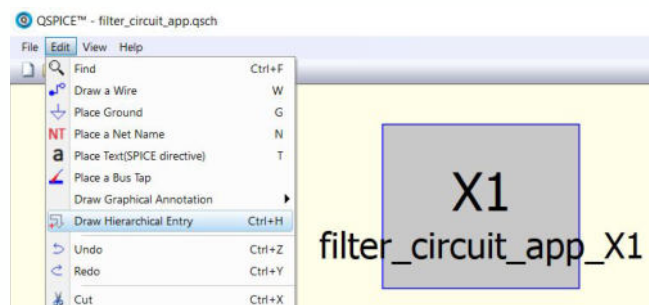 QSPICE™ - filter_circuit_app.qsch
File Edit View Help
Find Ctrl+F
Draw a Wire W
Place Ground G
NT Place a Net Name N
a Place Text(SPICE directive) T
Place a Bus Tap
Draw Graphical Annotation
Draw Hierarchical Entry Ctrl+H
Undo Ctrl+Z
Redo Ctrl+Y
Cut Ctrl+X
X1
filter_circuit_app_X1